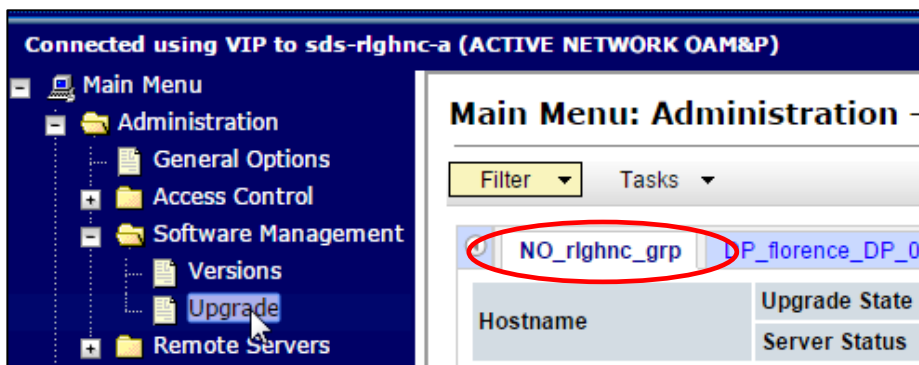 Connected using VIP to sds-rlghnc-a (ACTIVE NETWORK OAM&P)
Main Menu
Administration
General Options
Access Control
Software Management
Versions
Upgrade
Remote Servers
Main Menu: Administration -
Filter
Tasks
NO_rlghnc_grp
DP_florence_DP_0
Hostname
Upgrade State
Server Status